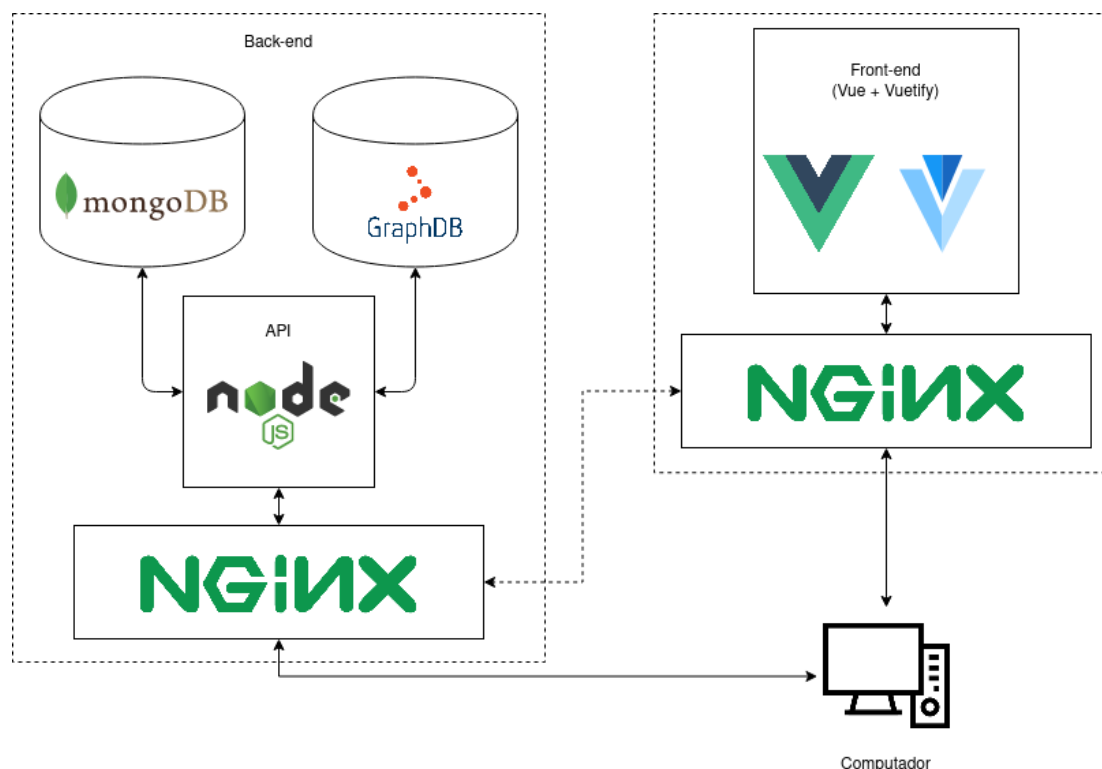 Back-end
mongoDB
GraphDB
API
node
JS
NGINX
Front-end
(Vue + Vuetify)
NGINX
Computador